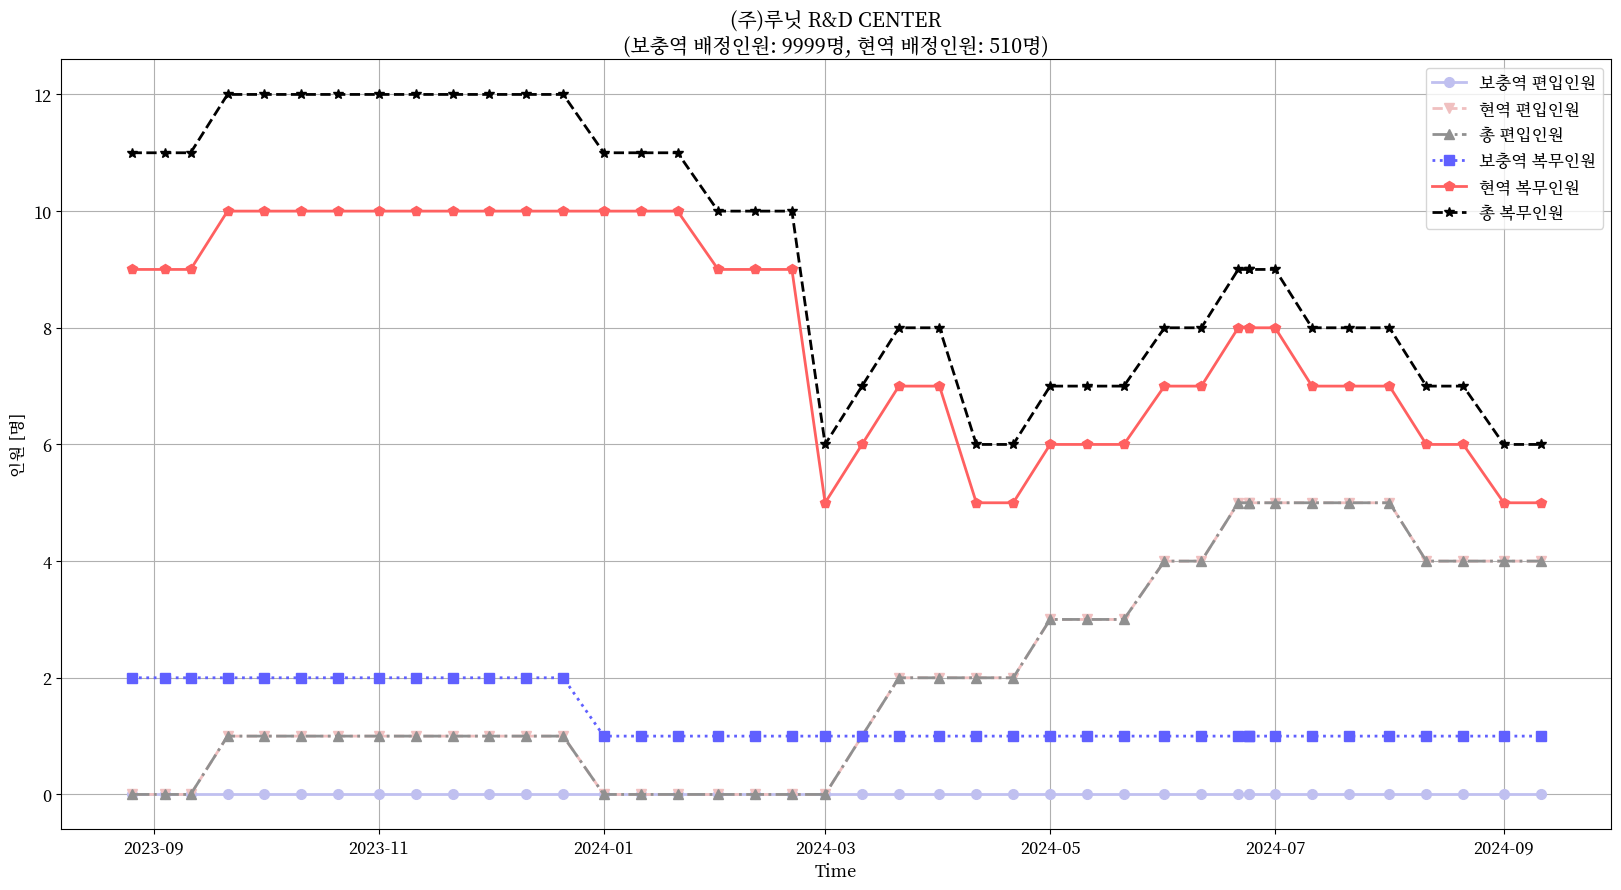 (주)루닛 R&D CENTER
(보충역 배정인원: 9999명, 현역 배정인원: 510명)
보충역 편입인원
현역 편입인원
총 편입인원
보충역 복무인원
현역 복무인원
총 복무인원
인원 [명]
12
10
8
6
4
2
0
2023-09
2023-11
2024-01
2024-03
2024-05
2024-07
2024-09
Time